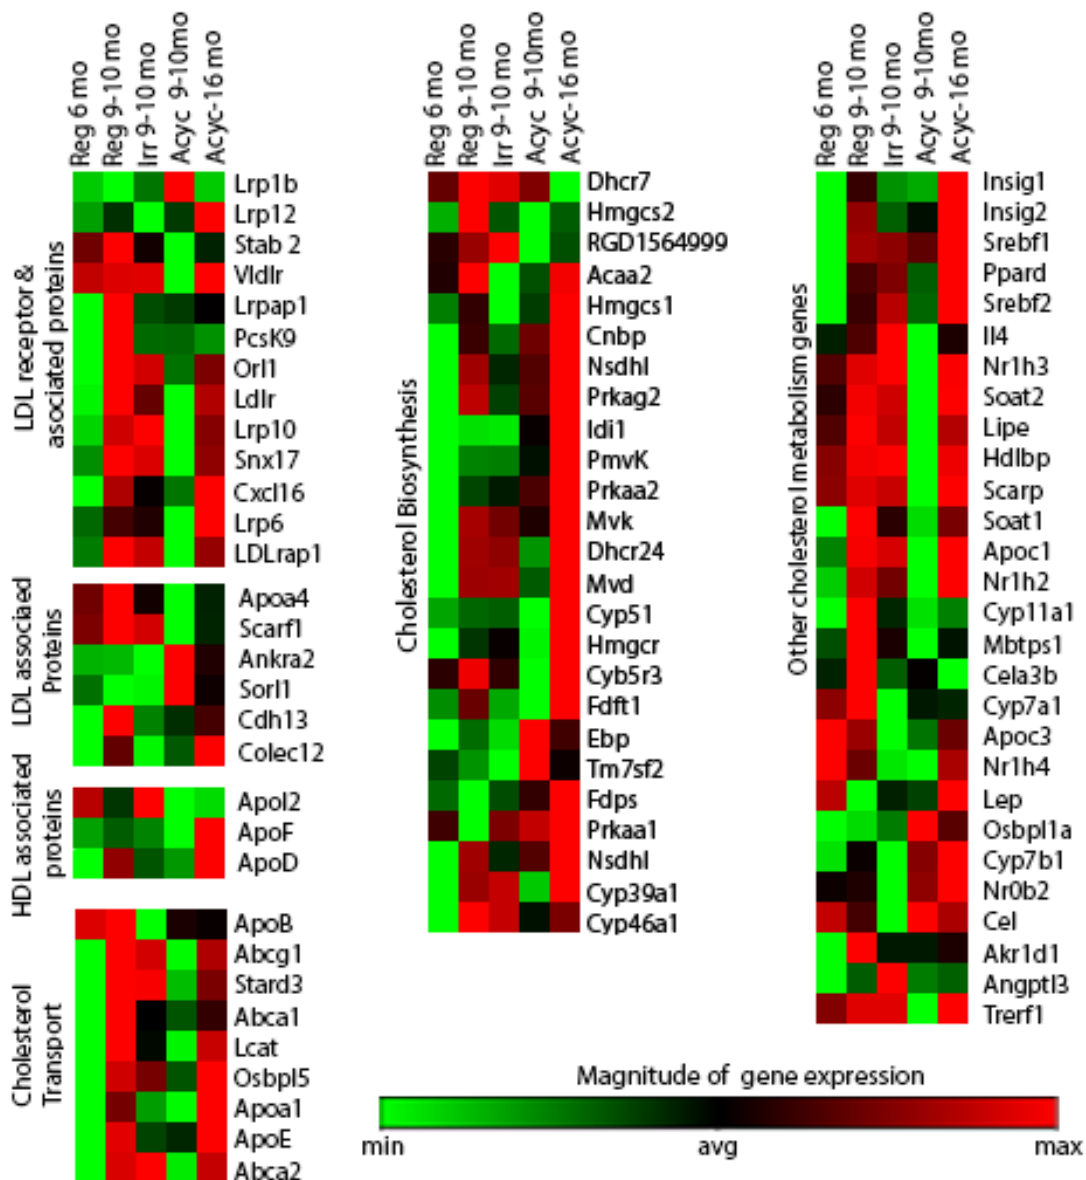 Reg 6 mo
Reg 9-10 mo
Irr 9-10 mo
Acyc 9-10mo
Acyc-16 mo
LDL receptor &
asociated proteins
Lrp1b
Lrp12
Stab 2
Vldlr
Lrpap1
PcsK9
Orl1
Ldlr
Lrp10
Snx17
Cxcl16
Lrp6
LDLrap1
LDL associaed
Proteins
Apoa4
Scarf1
Ankra2
Sorl1
Cdh13
Colec12
HDL associated
proteins
Apol2
ApoF
ApoD
Cholesterol
Transport
ApoB
Abcg1
Stard3
Abca1
Lcat
Osbpl5
Apoa1
ApoE
Abca2
Reg 6 mo
Reg 9-10 mo
Irr 9-10 mo
Acyc 9-10mo
Acyc-16 mo
Cholesterol Biosynthesis
Dhcr7
Hmgcs2
RGD1564999
Acaa2
Hmgcs1
Cnbp
Nsdhl
Prkag2
Idi1
PmvK
Prkaa2
Mvk
Dhcr24
Mvd
Cyp51
Hmgcr
Cyb5r3
Fdft1
Ebp
Tm7sf2
Fdps
Prkaa1
Nsdhl
Cyp39a1
Cyp46a1
Reg 6 mo
Reg 9-10 mo
Irr 9-10 mo
Acyc 9-10mo
Acyc-16 mo
Other cholesterol metabolism genes
Insig1
Insig2
Srebf1
Ppard
Srebf2
Il4
Nr1h3
Soat2
Lipe
Hdlbp
Scarp
Soat1
Apoc1
Nr1h2
Cyp11a1
Mbtps1
Cela3b
Cyp7a1
Apoc3
Nr1h4
Lep
Osbpl1a
Cyp7b1
Nr0b2
Cel
Akr1d1
Angptl3
Trerf1
Magnitude of gene expression
min avg max